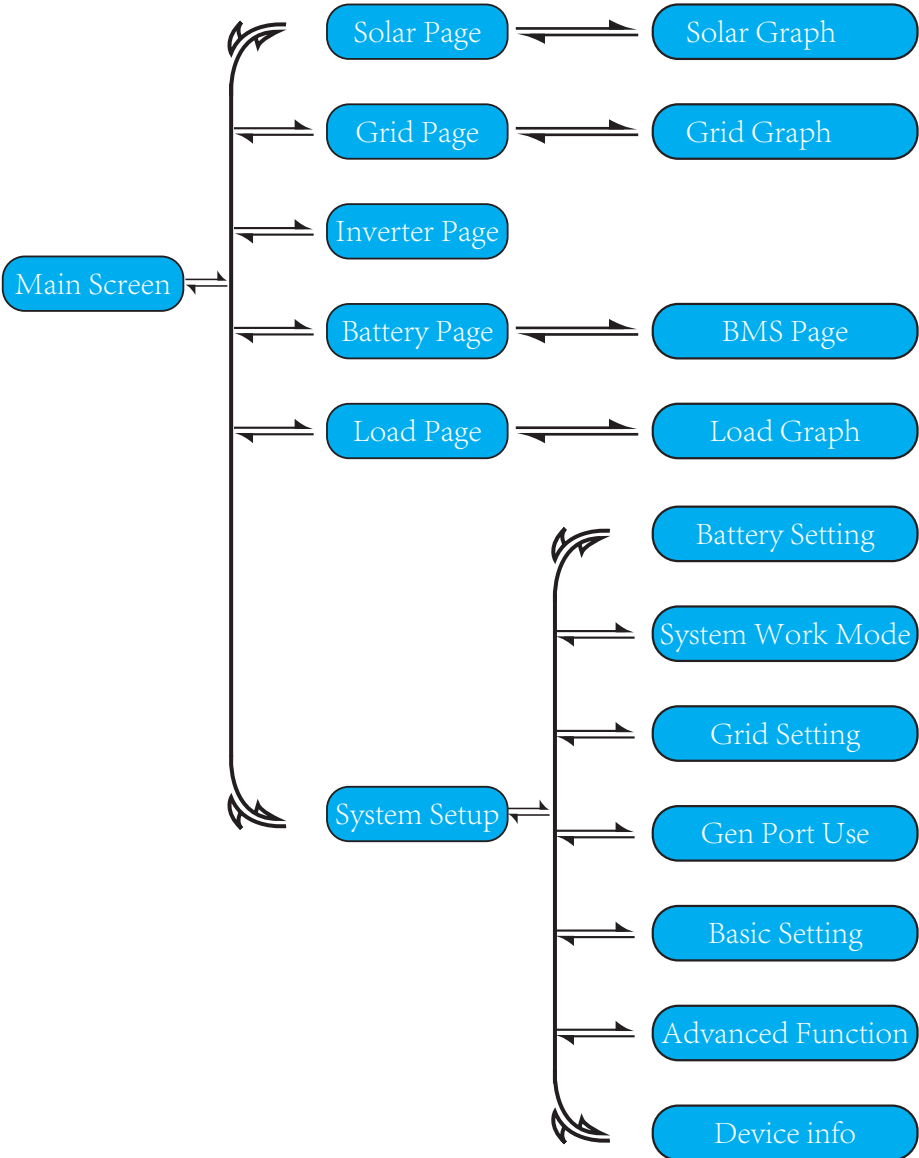 Solar Page
Solar Graph
Grid Page
Grid Graph
Inverter Page
Main Screen
Battery Page
BMS Page
Load Page
Load Graph
Battery Setting
System Work Mode
Grid Setting
System Setup
Gen Port Use
Basic Setting
Advanced Function
Device info